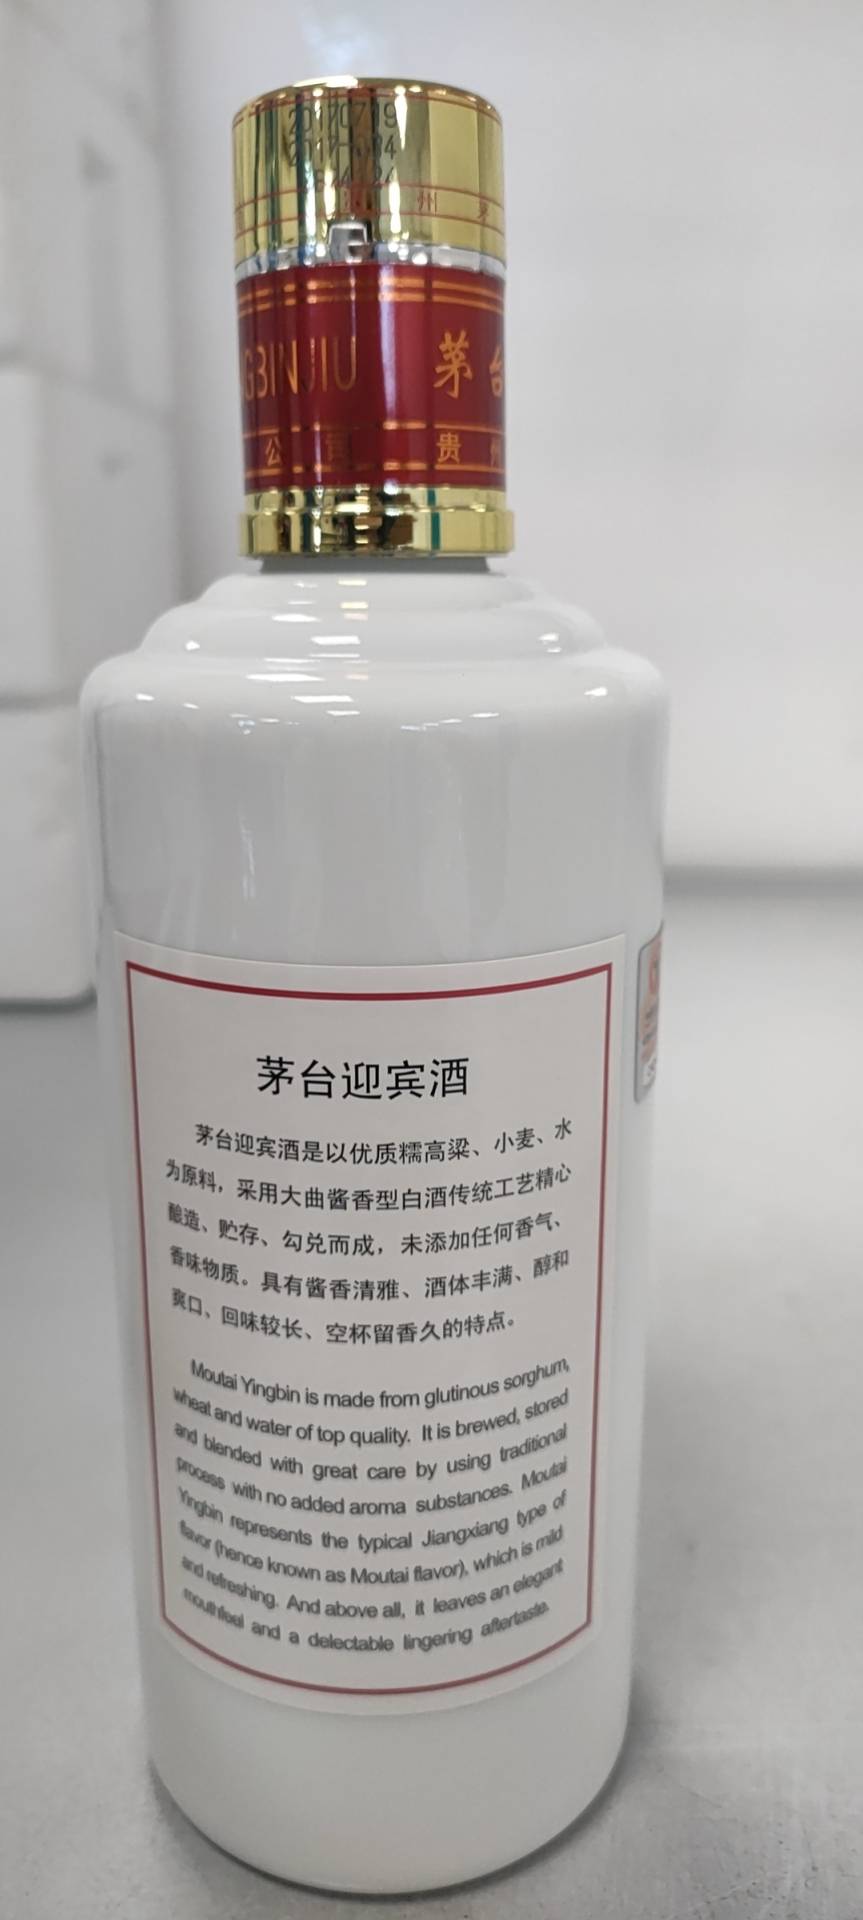 20170719
州 茅
GBINJIU 茅台
公司 贵州
茅台迎宾酒
茅台迎宾酒是以优质糯高粱、小麦、水
为原料，采用大曲酱香型白酒传统工艺精心
酿造、贮存、勾兑而成，未添加任何香气、
香味物质。具有酱香清雅、酒体丰满、醇和
爽口、回味较长、空杯留香久的特点。
Moutai Yingbin is made from glutinous sorghum,
wheat and water of top quality. It is brewed, stored
and blended with great care by using traditional
process with no added aroma substances. Moutai
Yingbin represents the typical Jiangxiang type of
flavor (hence known as Moutai flavor), which is mild
and refreshing. And above all, it leaves an elegant
mouthfeel and a delectable lingering aftertaste.